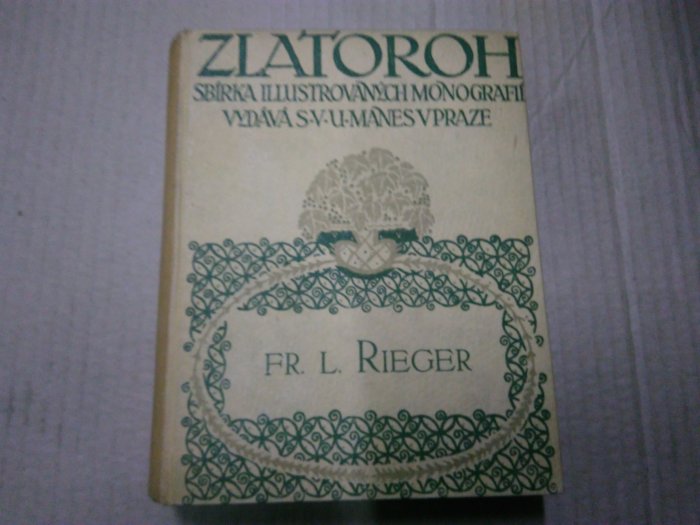 ZLATOROH
SBÍRKA ILLUSTROVANÝCH MONOGRAFIÍ
VYDÁVÁ S·V·U·MÁNES V PRAZE
FR. L. RIEGER